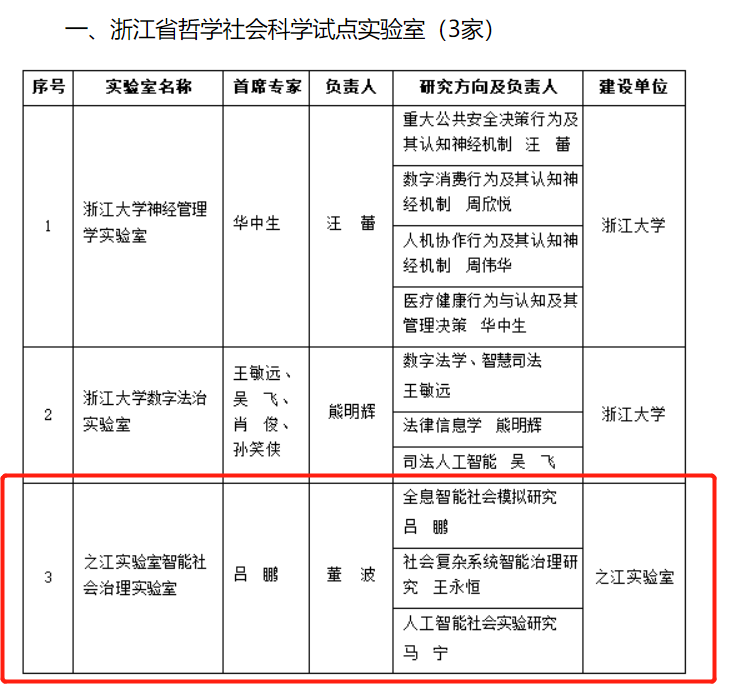 一、浙江省哲学社会科学试点实验室（3家）
序号 实验室名称 首席专家 负责人 研究方向及负责人 建设单位
1
浙江大学神经管理
学实验室
华中生
汪 蕾
重大公共安全决策行为及
其认知神经机制 汪 蕾
数字消费行为及其认知神
经机制 周欣悦
人机协作行为及其认知神
经机制 周伟华
医疗健康行为与认知及其
管理决策 华中生
浙江大学
2
浙江大学数字法治
实验室
王敏远、
吴 飞、
肖 俊、
孙笑侠
熊明辉
数字法学、智慧司法
王敏远
法律信息学 熊明辉
司法人工智能 吴 飞
浙江大学
3
之江实验室智能社
会治理实验室
吕 鹏
董 波
全息智能社会模拟研究
吕 鹏
社会复杂系统智能治理研
究 王永恒
人工智能社会实验研究
马 宁
之江实验室